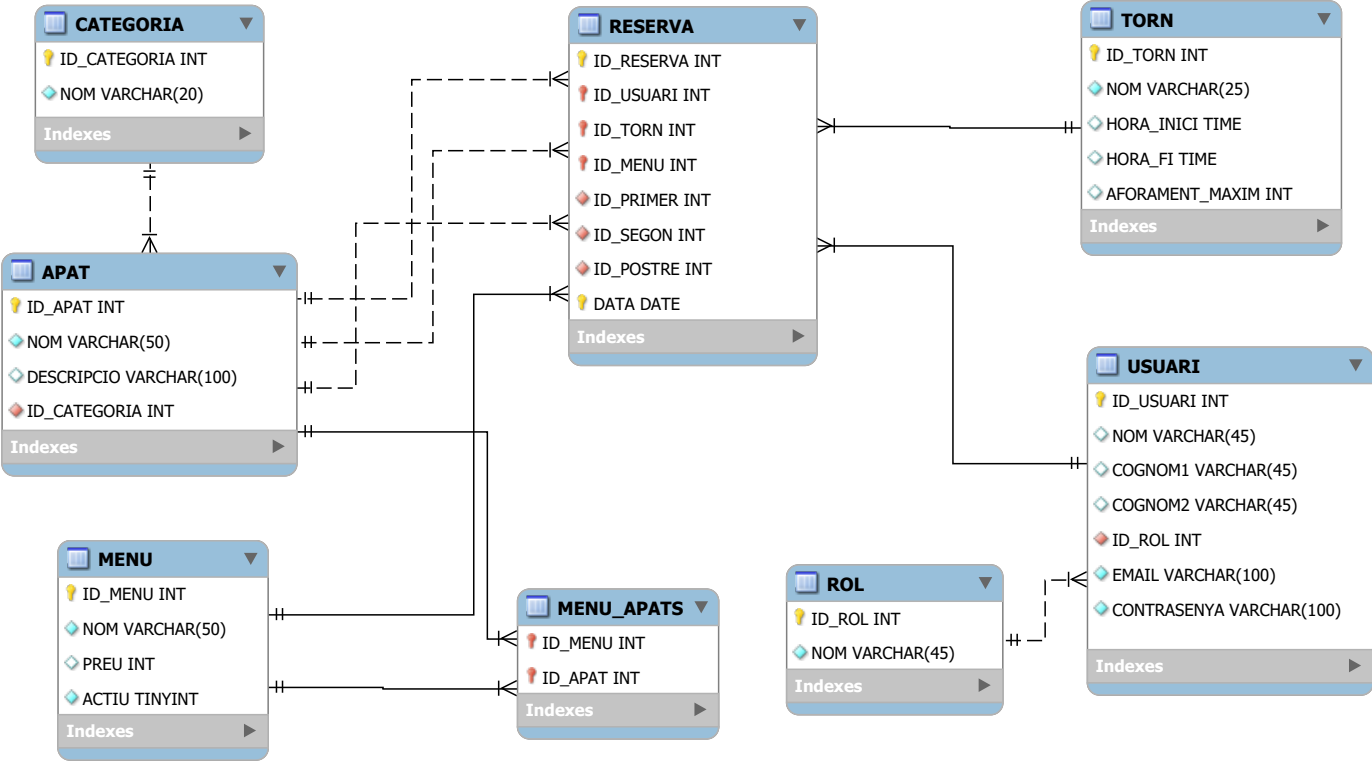 CATEGORIA
ID_CATEGORIA INT
NOM VARCHAR(20)
Indexes
RESERVA
ID_RESERVA INT
ID_USUARI INT
ID_TORN INT
ID_MENU INT
ID_PRIMER INT
ID_SEGON INT
ID_POSTRE INT
DATA DATE
Indexes
TORN
ID_TORN INT
NOM VARCHAR(25)
HORA_INICI TIME
HORA_FI TIME
AFORAMENT_MAXIM INT
Indexes
APAT
ID_APAT INT
NOM VARCHAR(50)
DESCRIPCIO VARCHAR(100)
ID_CATEGORIA INT
Indexes
USUARI
ID_USUARI INT
NOM VARCHAR(45)
COGNOM1 VARCHAR(45)
COGNOM2 VARCHAR(45)
ID_ROL INT
EMAIL VARCHAR(100)
CONTRASENYA VARCHAR(100)
Indexes
MENU
ID_MENU INT
NOM VARCHAR(50)
PREU INT
ACTIU TINYINT
Indexes
MENU_APATS
ID_MENU INT
ID_APAT INT
Indexes
ROL
ID_ROL INT
NOM VARCHAR(45)
Indexes